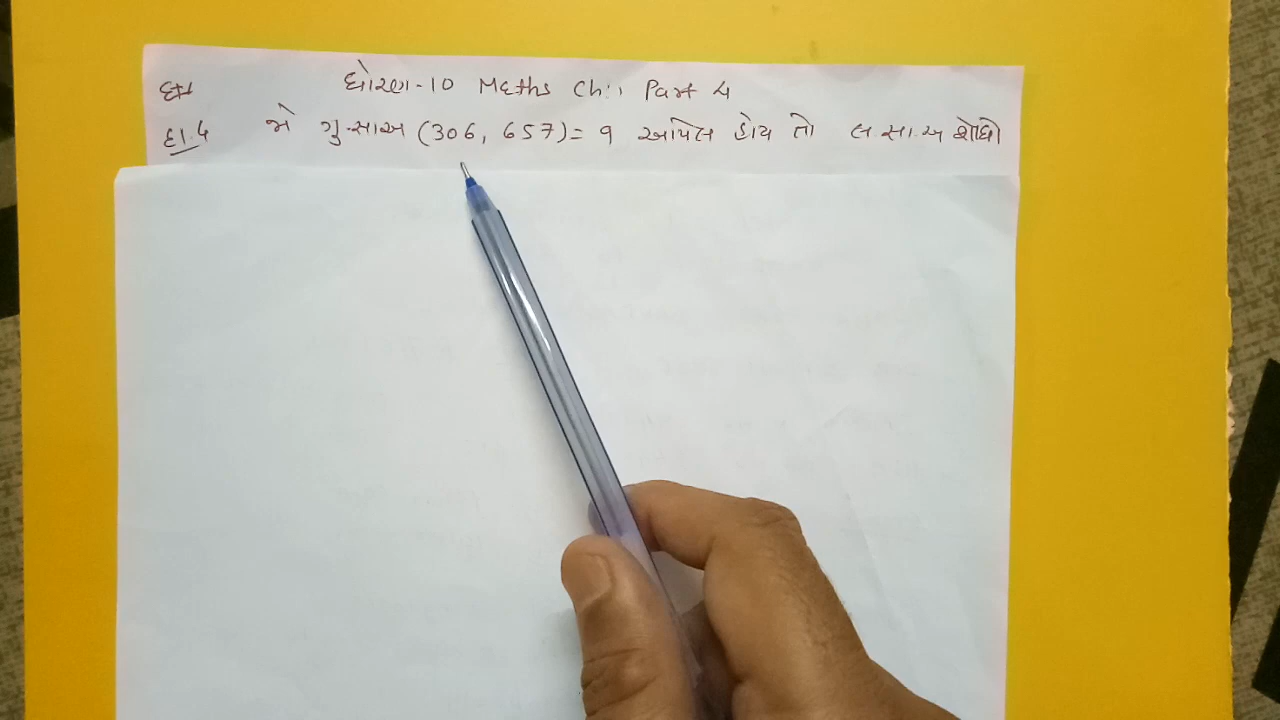 ધોરણ-10 Maths Ch:1 Part 4
દા.4 જો ગુ.સા.અ (306, 657) = 9 આપેલ હોય તો લ.સા.અ શોધો